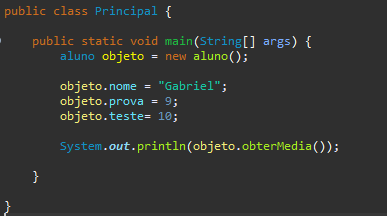 public class Principal {
public static void main(String[] args) {
aluno objeto = new aluno();
objeto.nome = "Gabriel";
objeto.prova = 9;
objeto.teste= 10;
System.out.println(objeto.obterMedia());
}
}